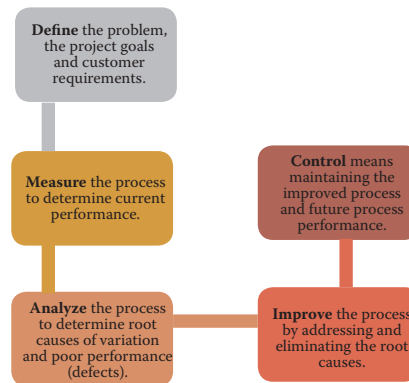 Define the problem,
the project goals
and customer
requirements.
Measure the process
to determine current
performance.
Analyze the process
to determine root
causes of variation
and poor performance
(defects).
Improve the process
by addressing and
eliminating the root
causes.
Control means
maintaining the
improved process
and future process
performance.